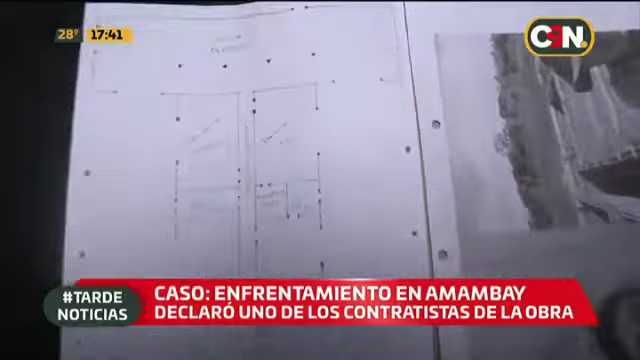 28°
17:41
C9N.
#TARDE
NOTICIAS
CASO: ENFRENTAMIENTO EN AMAMBAY
DECLARÓ UNO DE LOS CONTRATISTAS DE LA OBRA